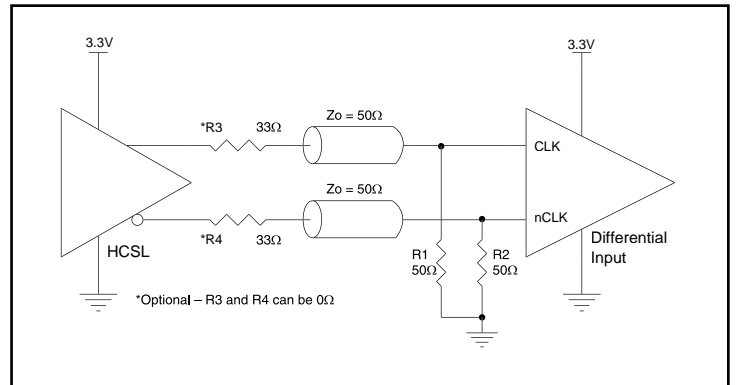 3.3V
3.3V
*R3
33Ω
Zo = 50Ω
CLK
Zo = 50Ω
nCLK
*R4
33Ω
HCSL
R1
50Ω
R2
50Ω
Differential
Input
*Optional – R3 and R4 can be 0Ω